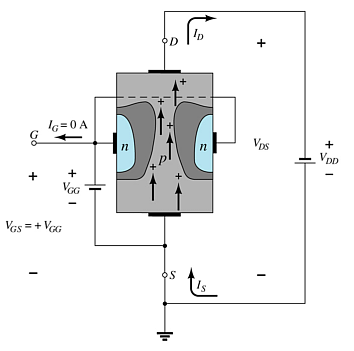 D
I_D
+
+
I_G = 0 A
G
n
n
p
+
+
+
+
+
V_DS
+
V_DD
−
+
+
V_GG
−
V_GS = + V_GG
−
S
I_S
−